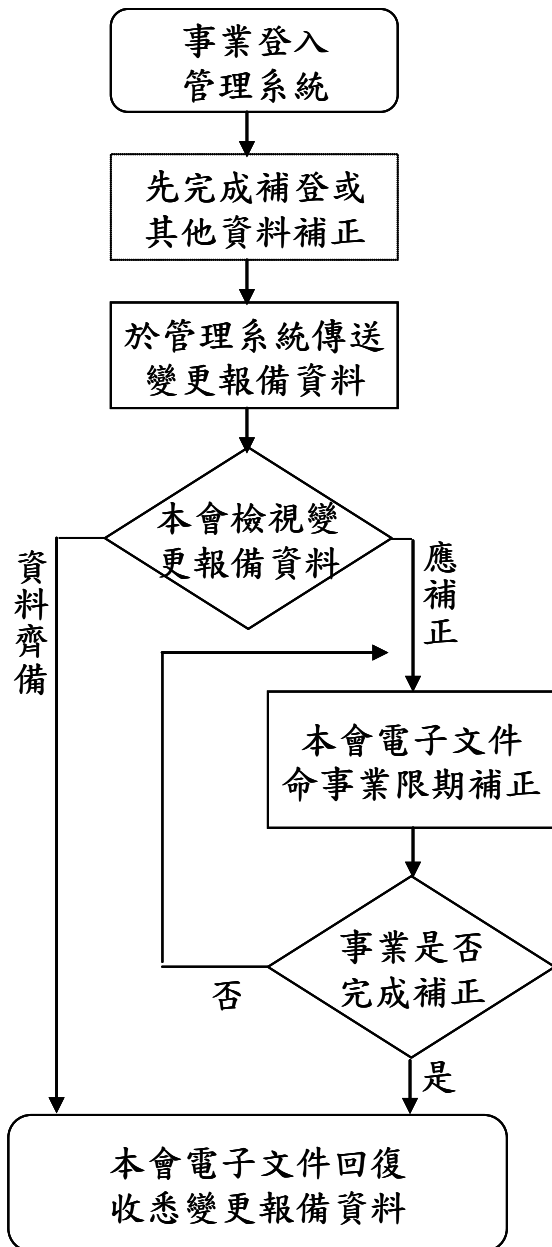 事業登入
管理系統
先完成補登或
其他資料補正
於管理系統傳送
變更報備資料
本會檢視變
更報備資料
資料齊備
應補正
本會電子文件
命事業限期補正
事業是否
完成補正
否
是
本會電子文件回復
收悉變更報備資料